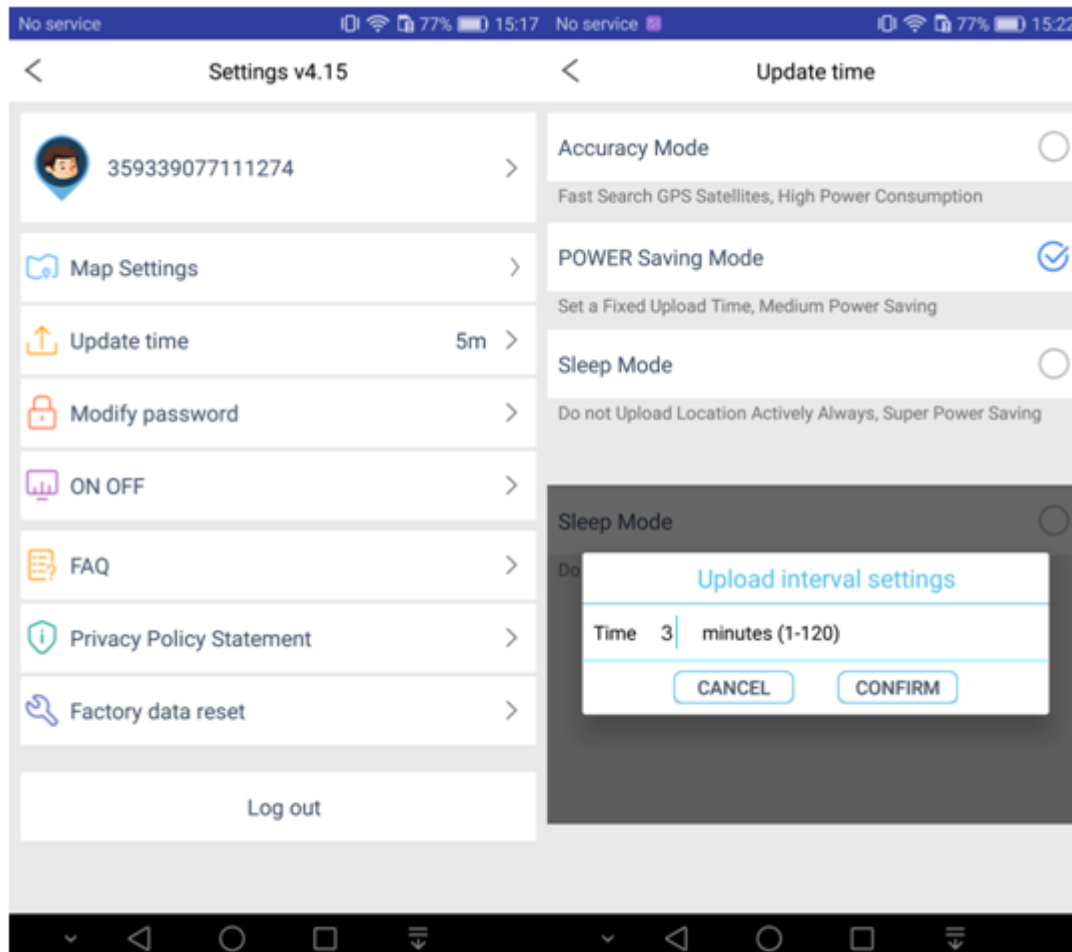 No service
77%
15:17
Settings v4.15
359339077111274
Map Settings
Update time
5m
Modify password
ON OFF
FAQ
Privacy Policy Statement
Factory data reset
Log out
No service
77%
15:22
Update time
Accuracy Mode
Fast Search GPS Satellites, High Power Consumption
POWER Saving Mode
Set a Fixed Upload Time, Medium Power Saving
Sleep Mode
Do not Upload Location Actively Always, Super Power Saving
Sleep Mode
Do
Upload interval settings
Time 3 minutes (1-120)
CANCEL
CONFIRM